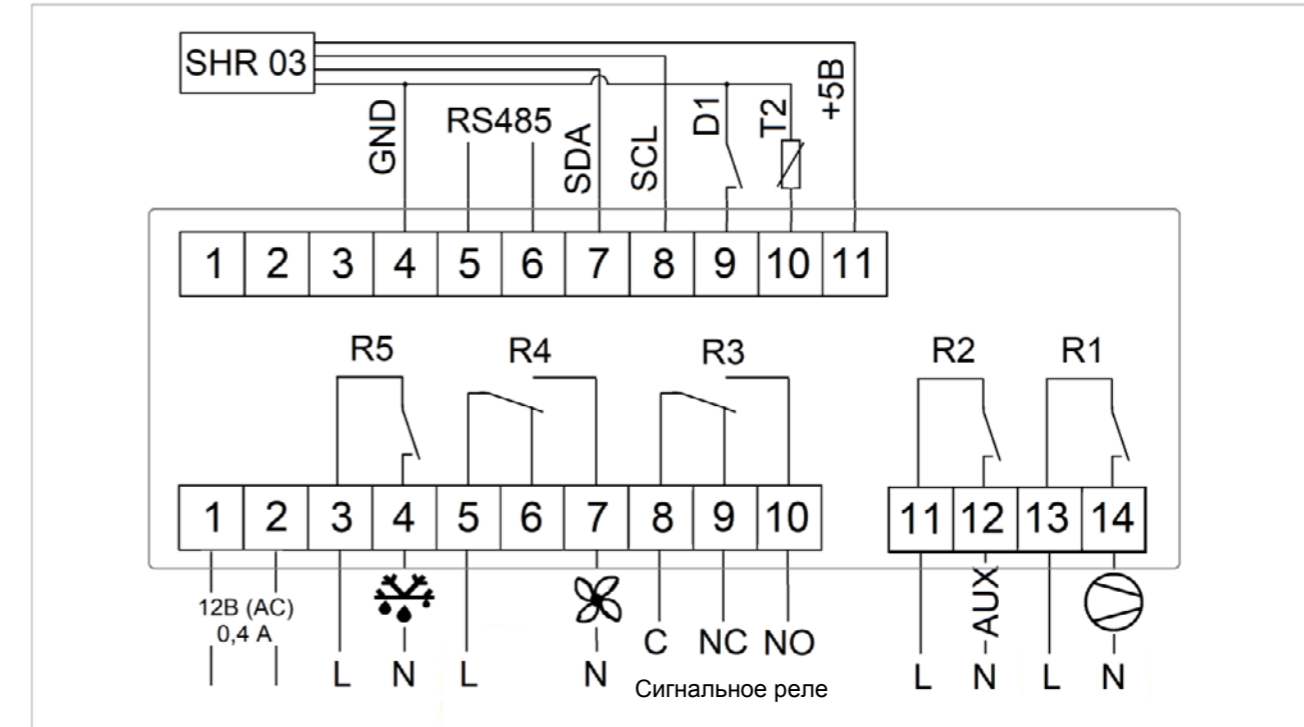 SHR 03
GND
RS485
SDA
SCL
D1
T2
+5В
1 2 3 4 5 6 7 8 9 10 11
R5 R4 R3 R2 R1
1 2 3 4 5 6 7 8 9 10 11 12 13 14
12В (AC)
0,4 А
AUX
C NC NO
L N L N L N L N
Сигнальное реле